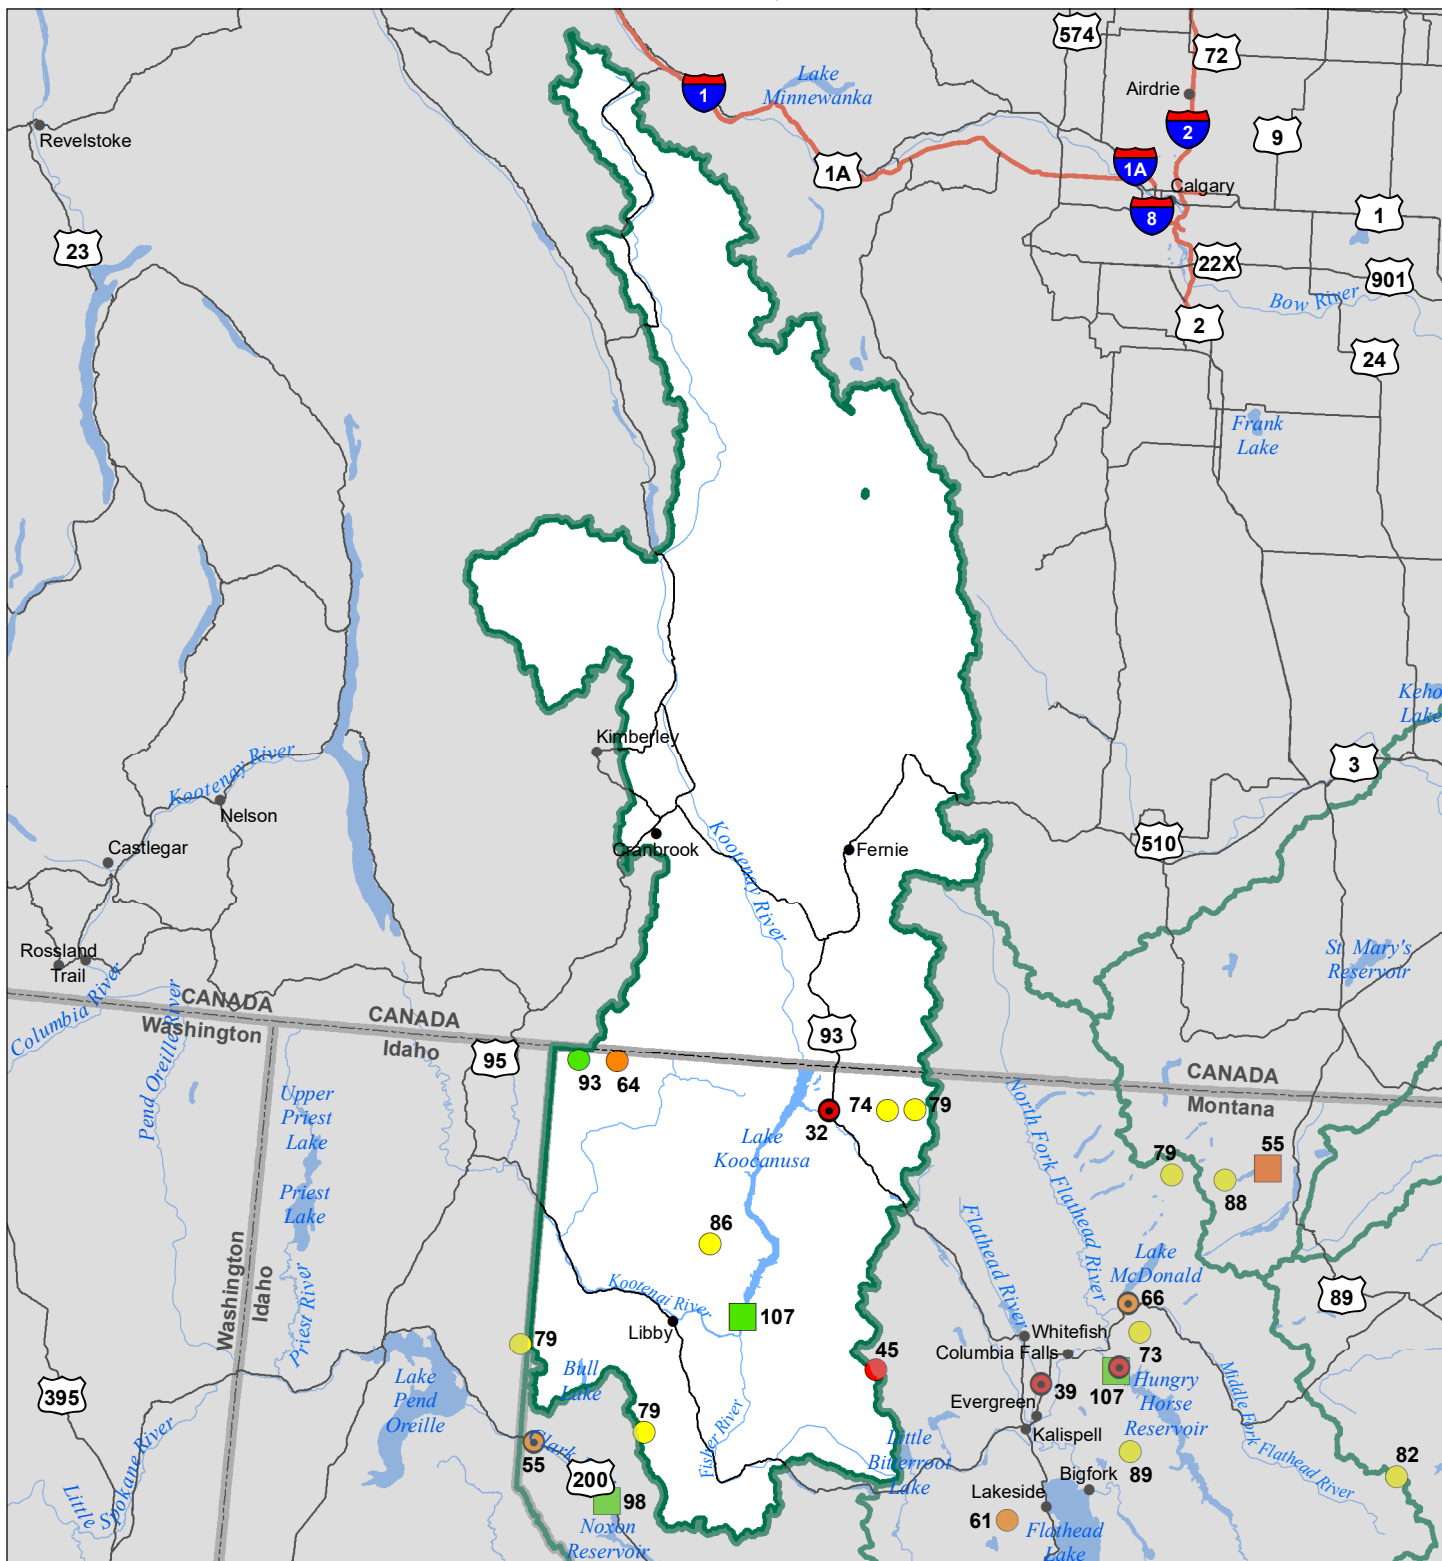 574
72
Lake
Minnewanka
Airdrie
1
2
9
Revelstoke
1A
1A
Calgary
8
1
23
22X
901
Bow River
2
24
Frank
Lake
Keho
Lake
Kimberley
3
Kootenay River
Nelson
Kootenay River
510
Castlegar
Cranbrook
Fernie
Rossland
Trail
St. Mary's
Reservoir
Columbia River
Pend Oreille River
CANADA
Washington
CANADA
Idaho
95
93
93
64
CANADA
Montana
North Fork Flathead River
Upper
Priest
Lake
74
79
32
Lake
Koocanusa
79
55
88
Priest
Lake
86
Flathead River
Lake
McDonald
66
Washington
Idaho
Priest River
Kootenai River
107
Libby
89
Whitefish
Columbia Falls
73
79
45
107
39
Hungry
Horse
Reservoir
Bull
Lake
Lake
Pend
Oreille
395
Evergreen
Kalispell
Middle Fork Flathead River
79
Clark
55
Fisher River
Little
Bitterroot
Lake
89
82
Little
Spokane River
200
98
Noxon
Reservoir
Bigfork
Lakeside
61
Flathead
Lake